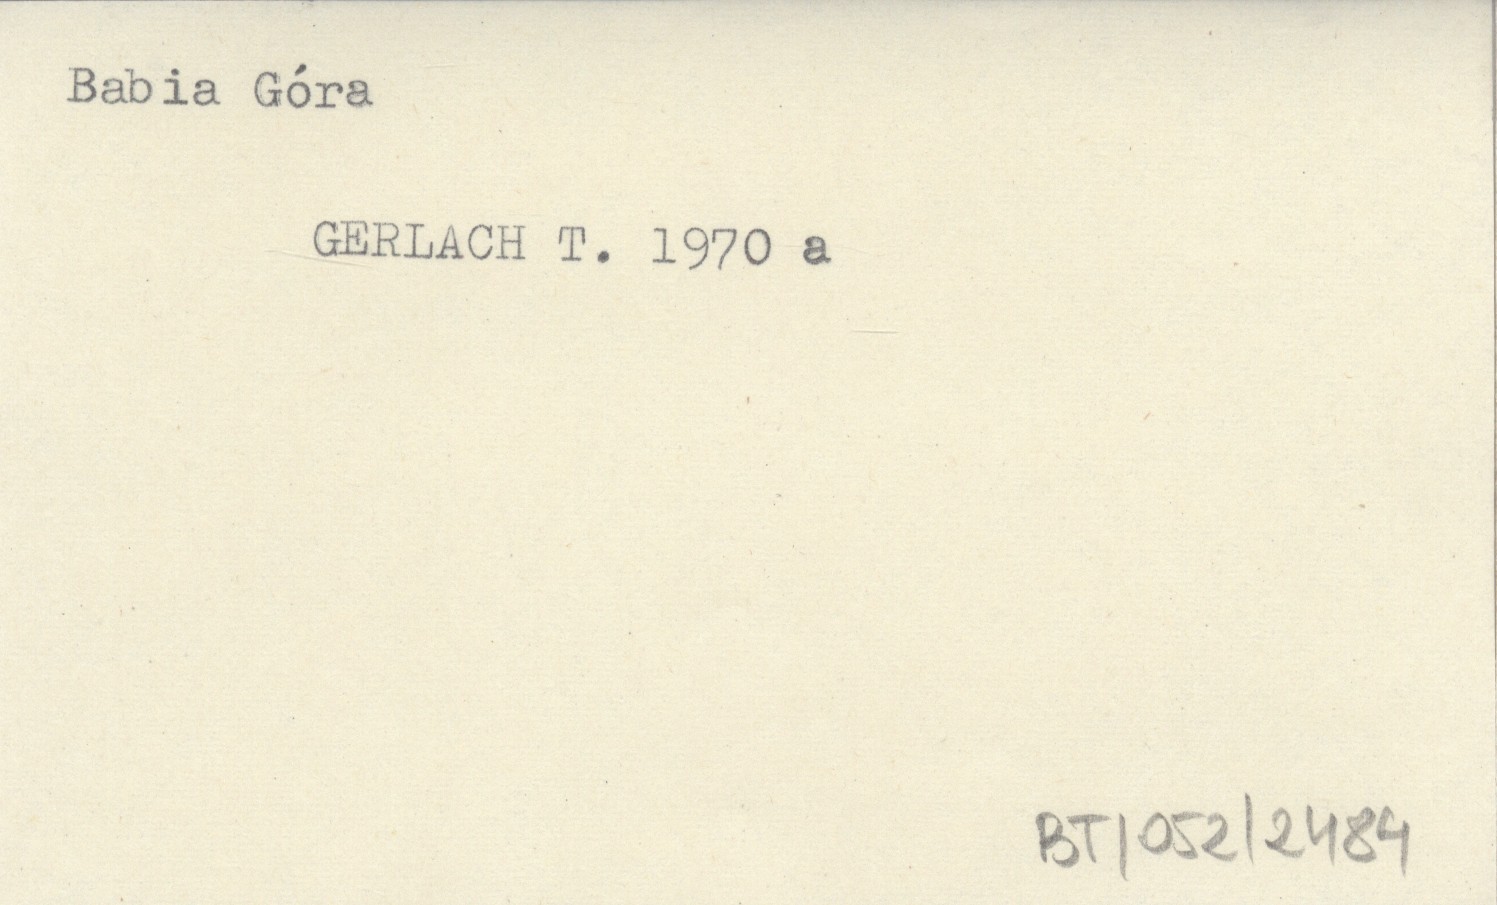 Babia Góra
GERLACH T. 1970 a
BT/052/2484